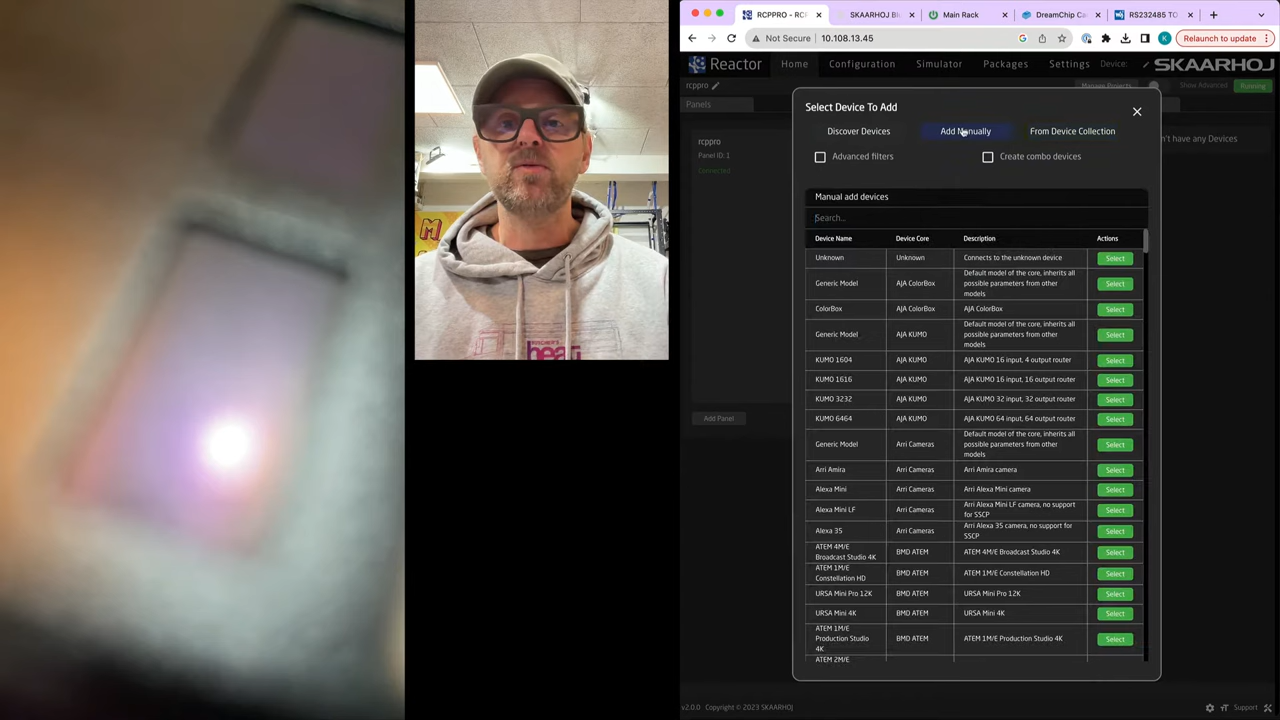 RCPPRO - RCP
SKAARHOJ Bl
Main Rack
DreamChip Ca
RS232485 TO
Not Secure
10.108.13.45
Relaunch to update
Reactor
Home
Configuration
Simulator
Packages
Settings
Device:
SKAARHOJ
rcppro
Manage Projects
Show Advanced
Running
Panels
rcppro
Panel ID: 1
Connected
't have any Devices
Add Panel
Select Device To Add
Discover Devices
Add Manually
From Device Collection
Advanced filters
Create combo devices
Manual add devices
Search...
Device Name Device Core Description Actions
Unknown Unknown Connects to the unknown device Select
Generic Model AJA ColorBox Default model of the core, inherits all
possible parameters from other
models Select
ColorBox AJA ColorBox AJA ColorBox Select
Generic Model AJA KUMO Default model of the core, inherits all
possible parameters from other
models Select
KUMO 1604 AJA KUMO AJA KUMO 16 input, 4 output router Select
KUMO 1616 AJA KUMO AJA KUMO 16 input, 16 output router Select
KUMO 3232 AJA KUMO AJA KUMO 32 input, 32 output router Select
KUMO 6464 AJA KUMO AJA KUMO 64 input, 64 output router Select
Generic Model Arri Cameras Default model of the core, inherits all
possible parameters from other
models Select
Arri Amira Arri Cameras Arri Amira camera Select
Alexa Mini Arri Cameras Arri Alexa Mini camera Select
Alexa Mini LF Arri Cameras Arri Alexa Mini LF camera, no support
for SSCP Select
Alexa 35 Arri Cameras Arri Alexa 35 camera, no support for
SSCP Select
ATEM 4M/E
Broadcast Studio 4K BMD ATEM ATEM 4M/E Broadcast Studio 4K Select
ATEM 1M/E
Constellation HD BMD ATEM ATEM 1M/E Constellation HD Select
URSA Mini Pro 12K BMD ATEM URSA Mini Pro 12K Select
URSA Mini 4K BMD ATEM URSA Mini 4K Select
ATEM 1M/E
Production Studio
4K BMD ATEM ATEM 1M/E Production Studio 4K Select
ATEM 2M/E
v2.0.0 Copyright © 2023 SKAARHOJ
Support